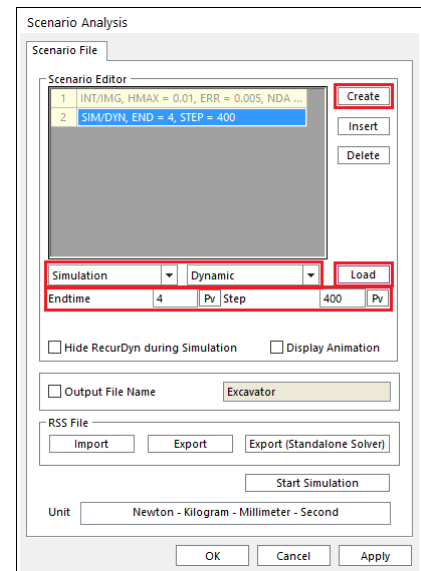 Scenario Analysis
Scenario File
Scenario Editor
1 INT/IMG, HMAX = 0.01, ERR = 0.005, NDA ...
Create
2 SIM/DYN, END = 4, STEP = 400
Insert
Delete
Simulation Dynamic Load
Endtime 4 Pv Step 400 Pv
Hide RecurDyn during Simulation Display Animation
Output File Name Excavator
RSS File
Import Export Export (Standalone Solver)
Start Simulation
Unit Newton - Kilogram - Millimeter - Second
OK Cancel Apply